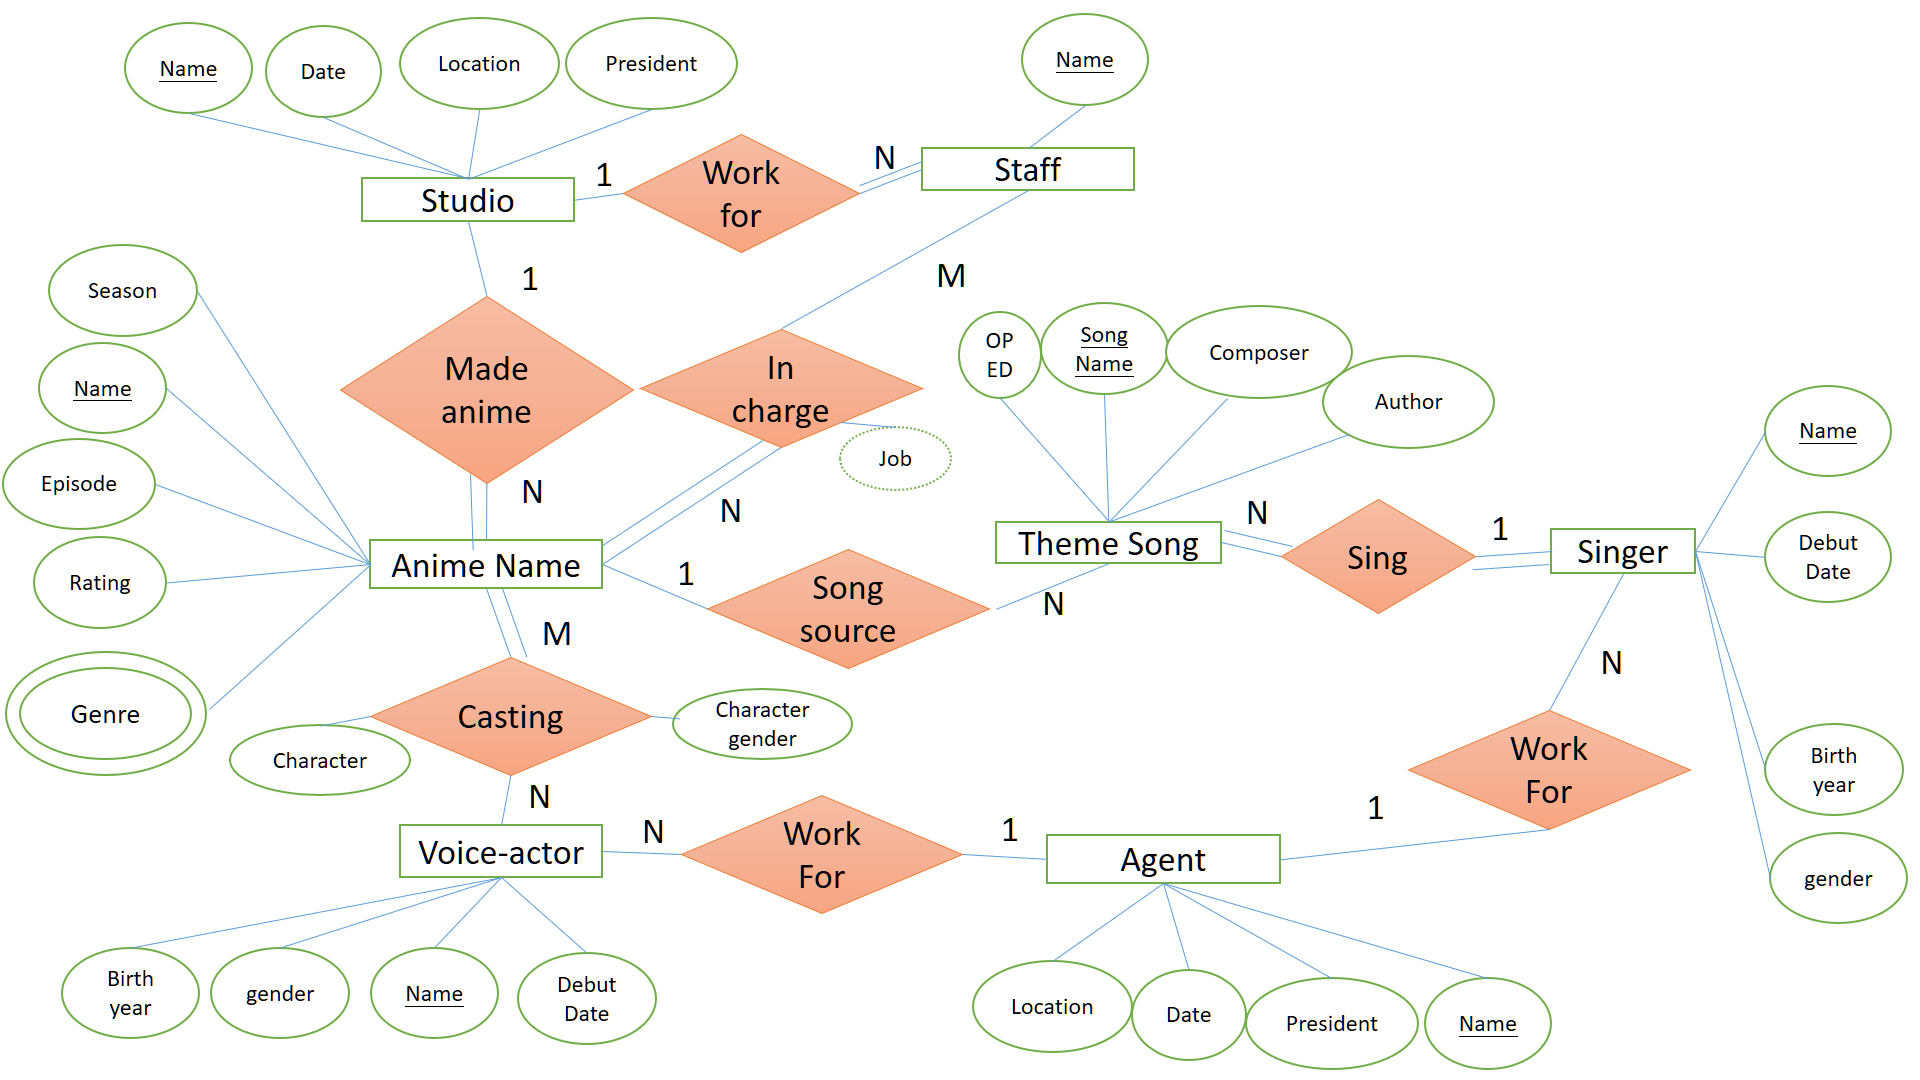 Name
Date
Location
President
Name
Studio
1
Work
for
N
Staff
Season
1
M
Name
Made
anime
In
charge
Job
OP
ED
Song
Name
Composer
Author
Name
Episode
N
N
Rating
Anime Name
1
Song
source
N
Theme Song
N
Sing
1
Singer
Debut
Date
Genre
M
Casting
Character
Character
gender
N
N
Work
For
1
Birth
year
gender
Voice-actor
N
Work
For
1
Agent
Birth
year
gender
Name
Debut
Date
Location
Date
President
Name